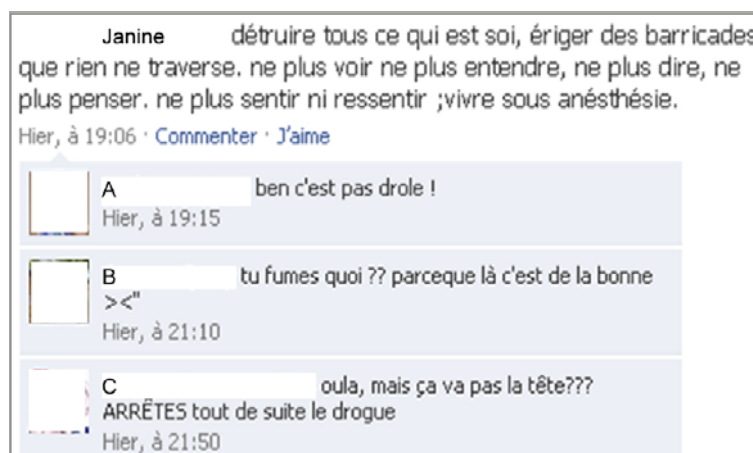 Janine détruire tous ce qui est soi, ériger des barricades
que rien ne traverse. ne plus voir ne plus entendre, ne plus dire, ne
plus penser. ne plus sentir ni ressentir ;vivre sous anésthésie.
Hier, à 19:06 · Commenter · J'aime
A ben c'est pas drole !
Hier, à 19:15
B tu fumes quoi ?? parceque là c'est de la bonne
><"
Hier, à 21:10
C oula, mais ça va pas la tête???
ARRÊTES tout de suite le drogue
Hier, à 21:50